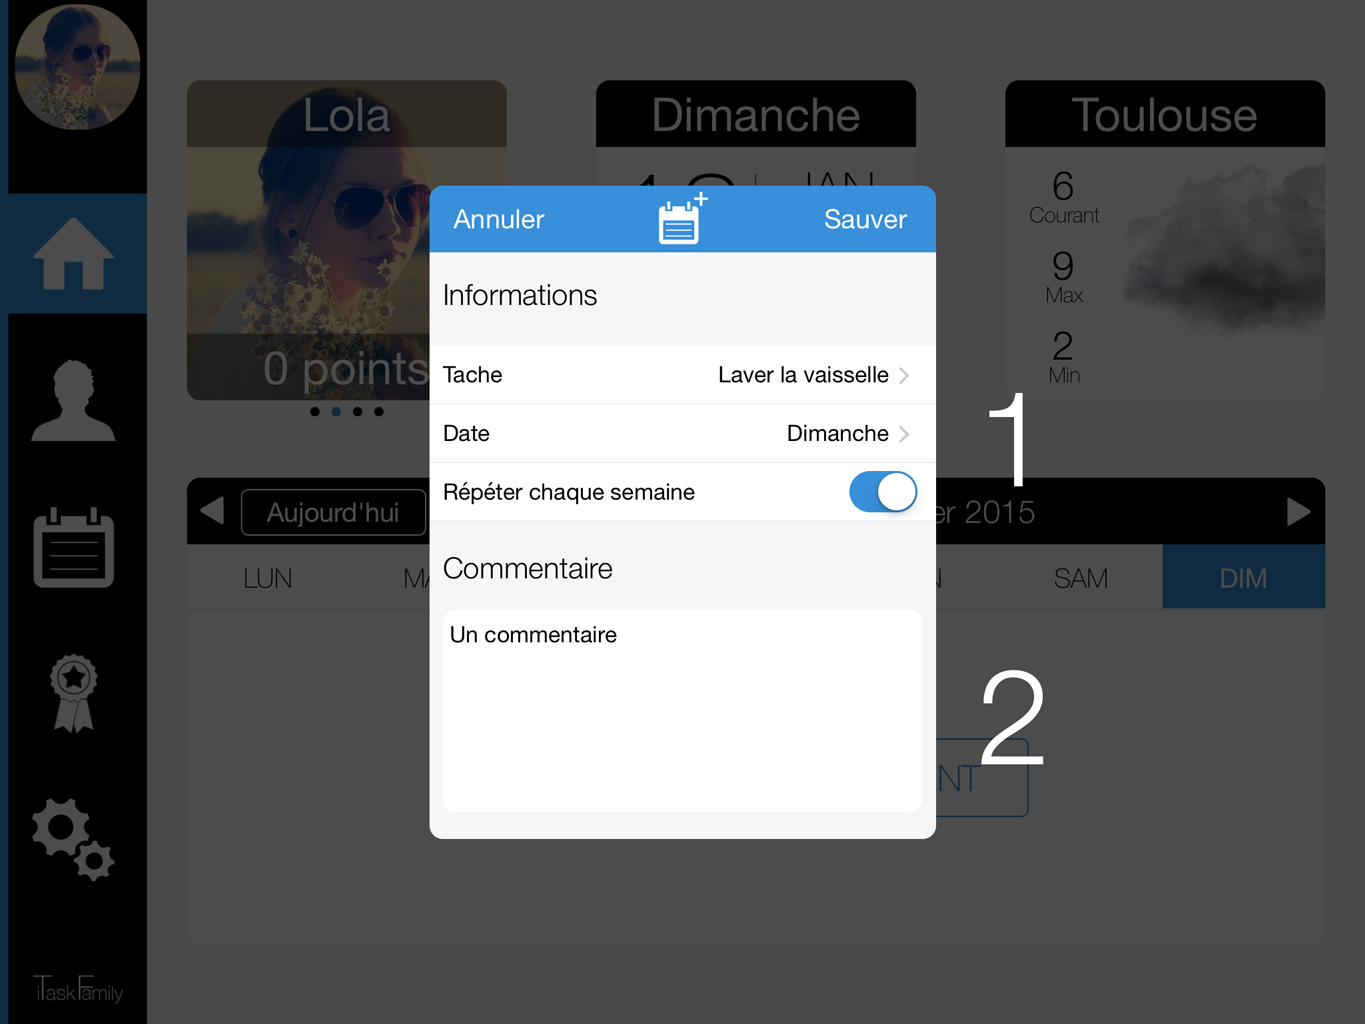 Lola
Dimanche
Toulouse
JAN
6
Courant
9
Max
2
Min
0 points
Annuler
Sauver
Informations
Tache
Laver la vaisselle
Date
Dimanche
Répéter chaque semaine
1
Aujourd'hui
er 2015
LUN
SAM
DIM
Commentaire
Un commentaire
2
NT
iTaskFamily